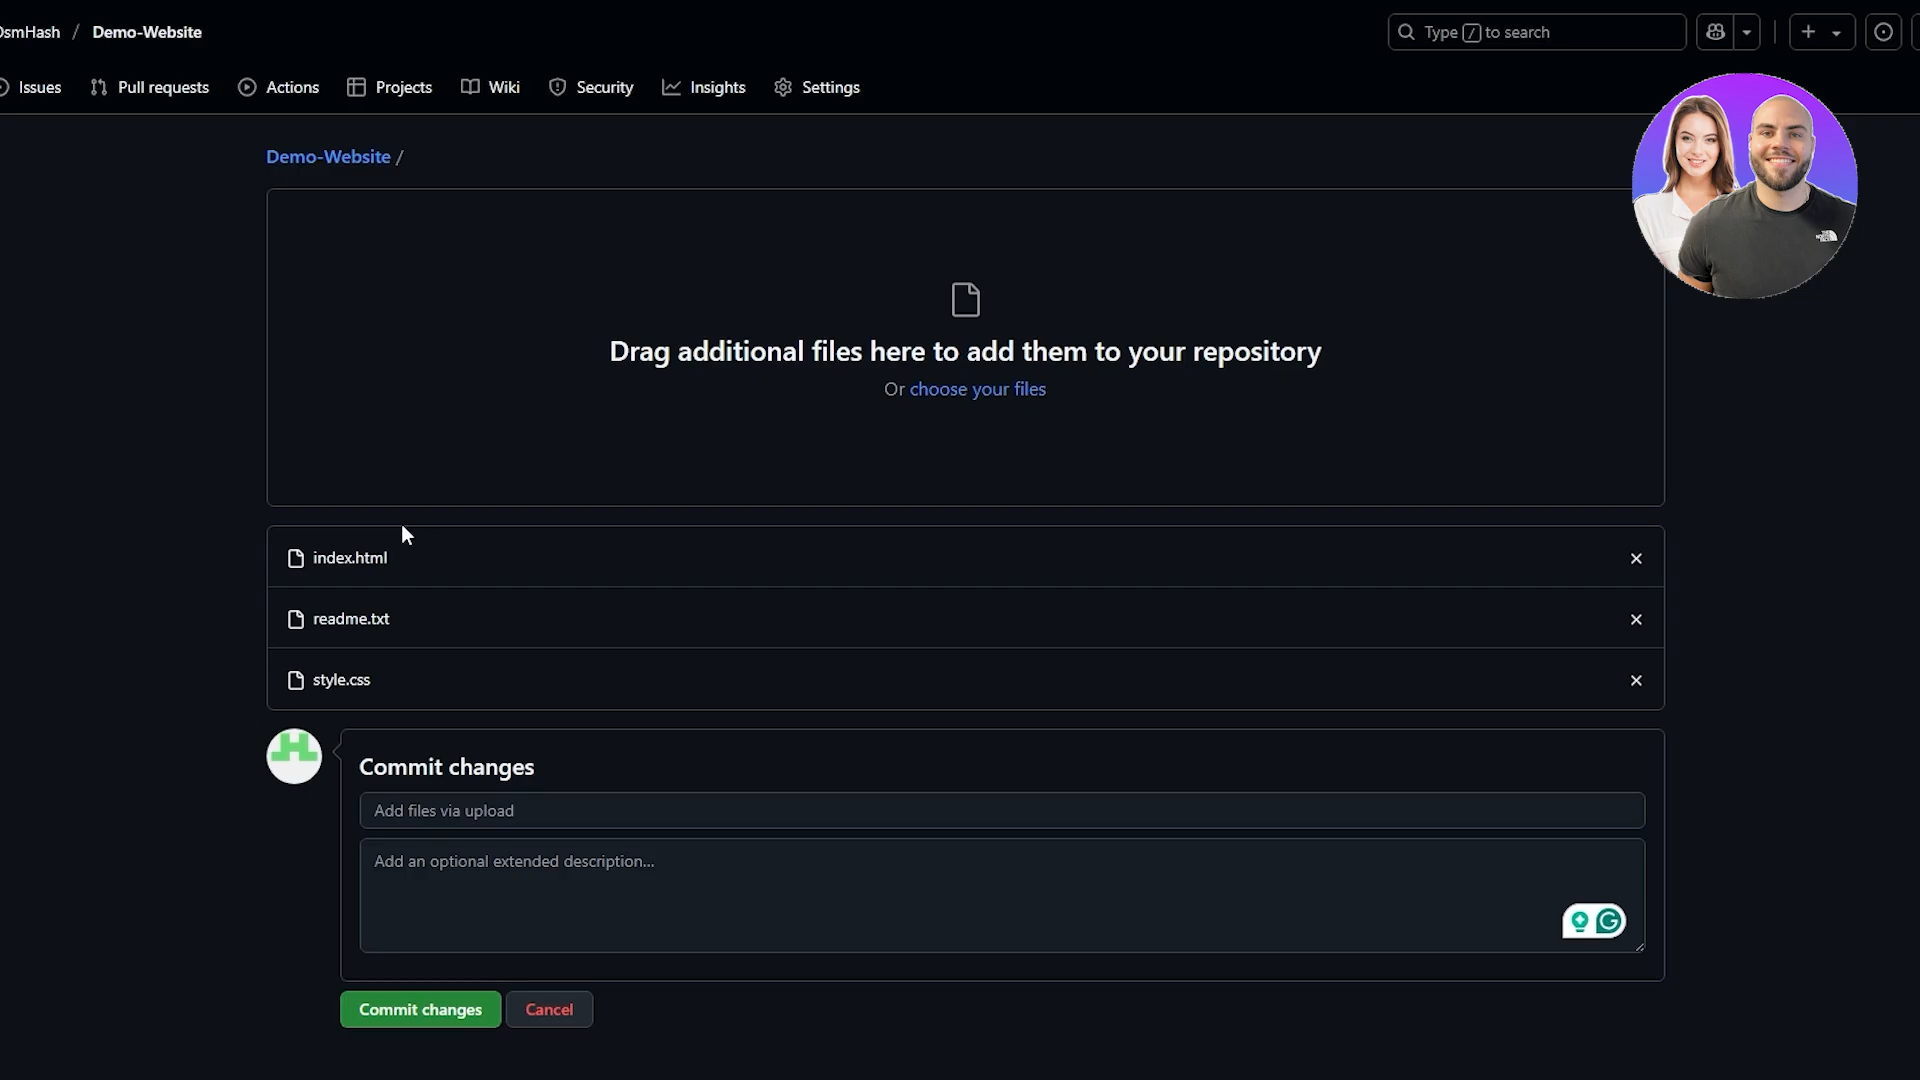 OsmHash / Demo-Website
Type / to search
Issues
Pull requests
Actions
Projects
Wiki
Security
Insights
Settings
Demo-Website /
Drag additional files here to add them to your repository
Or choose your files
index.html
readme.txt
style.css
Commit changes
Add files via upload
Add an optional extended description...
Commit changes
Cancel